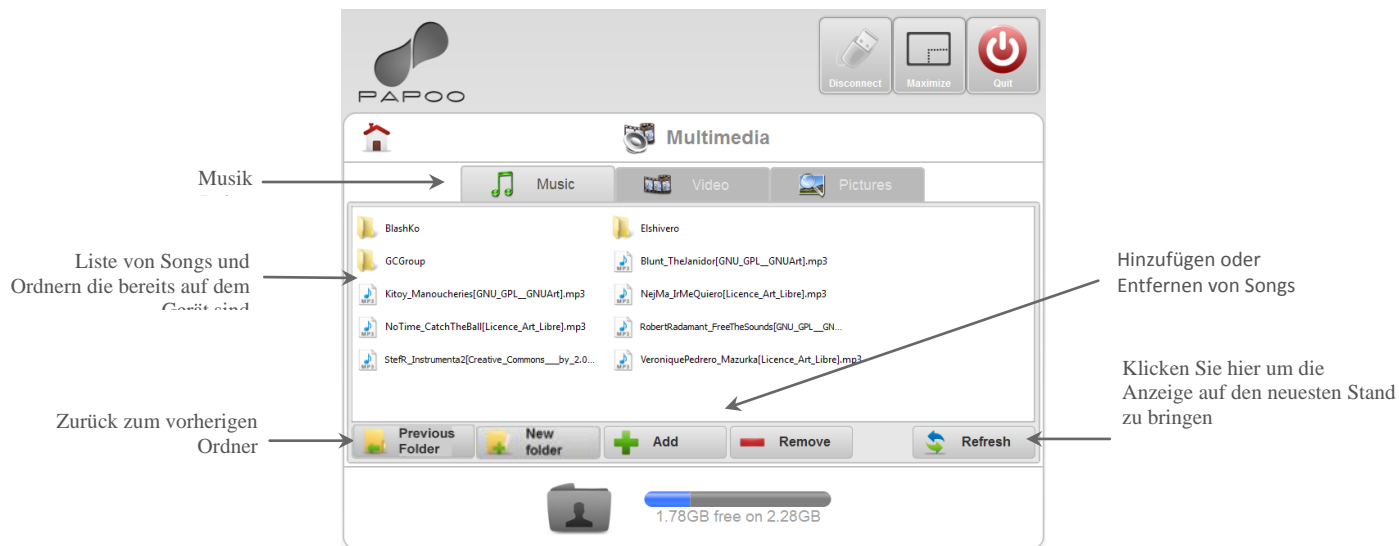 PAPOO
Disconnect
Maximize
Quit
Multimedia
Music
Video
Pictures
Musik
BlashKo
Elshivero
GCGroup
Blunt_TheJanidor[GNU_GPL__GNUArt].mp3
Kitoy_Manoucheries[GNU_GPL__GNUArt].mp3
NejMa_IrMeQuiero[Licence_Art_Libre].mp3
NoTime_CatchTheBall[Licence_Art_Libre].mp3
RobertRadamant_FreeTheSounds[GNU_GPL__GN...
StefR_Instrumenta2[Creative_Commons___by_2.0...
VeroniquePedrero_Mazurka[Licence_Art_Libre].mp3
Liste von Songs und
Ordnern die bereits auf dem
Gerät sind
Hinzufügen oder
Entfernen von Songs
Klicken Sie hier um die
Anzeige auf den neuesten Stand
zu bringen
Zurück zum vorherigen
Ordner
Previous
Folder
New
folder
Add
Remove
Refresh
1.78GB free on 2.28GB